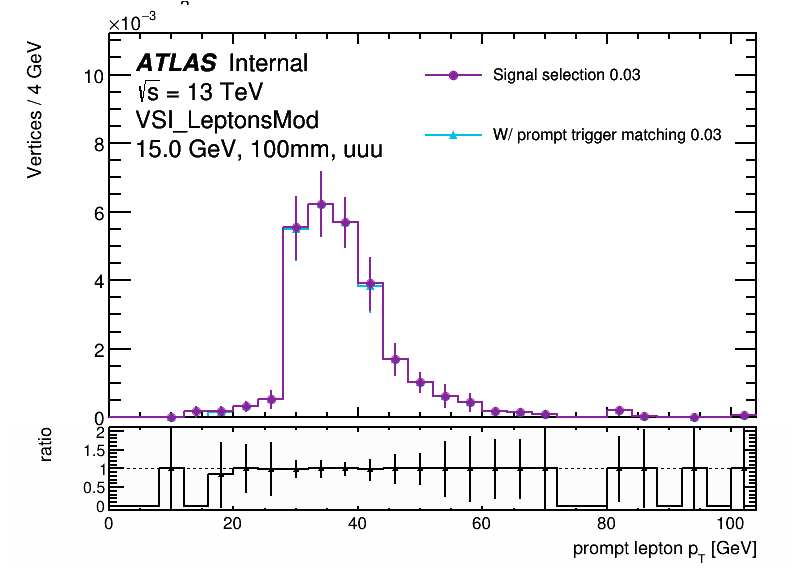 ×10⁻³
Vertices / 4 GeV
ATLAS Internal
√s = 13 TeV
VSI_LeptonsMod
15.0 GeV, 100mm, uuu
Signal selection 0.03
W/ prompt trigger matching 0.03
10
8
6
4
2
0
ratio
2
1.5
1
0.5
0
0 20 40 60 80 100
prompt lepton p_T [GeV]